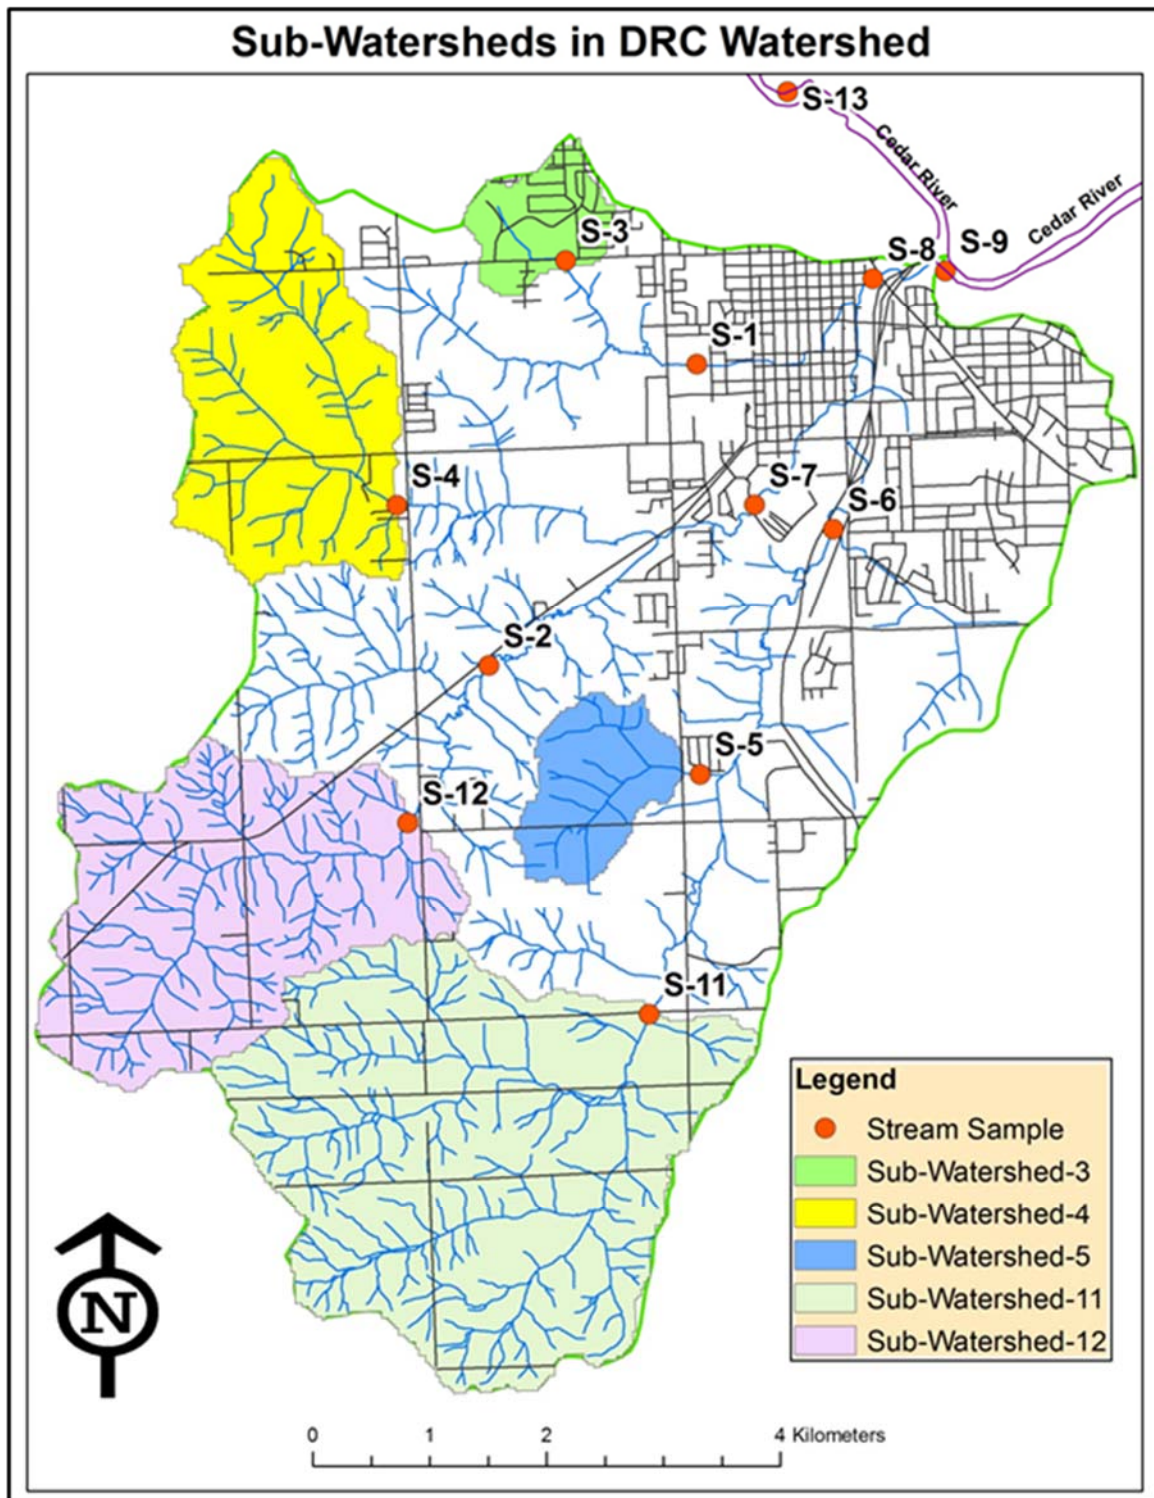 Sub-Watersheds in DRC Watershed
S-13
Cedar River
Cedar River
S-3
S-8
S-9
S-1
S-4
S-7
S-6
S-2
S-5
S-12
S-11
Legend
Stream Sample
Sub-Watershed-3
Sub-Watershed-4
Sub-Watershed-5
Sub-Watershed-11
Sub-Watershed-12
N
0 1 2 4 Kilometers